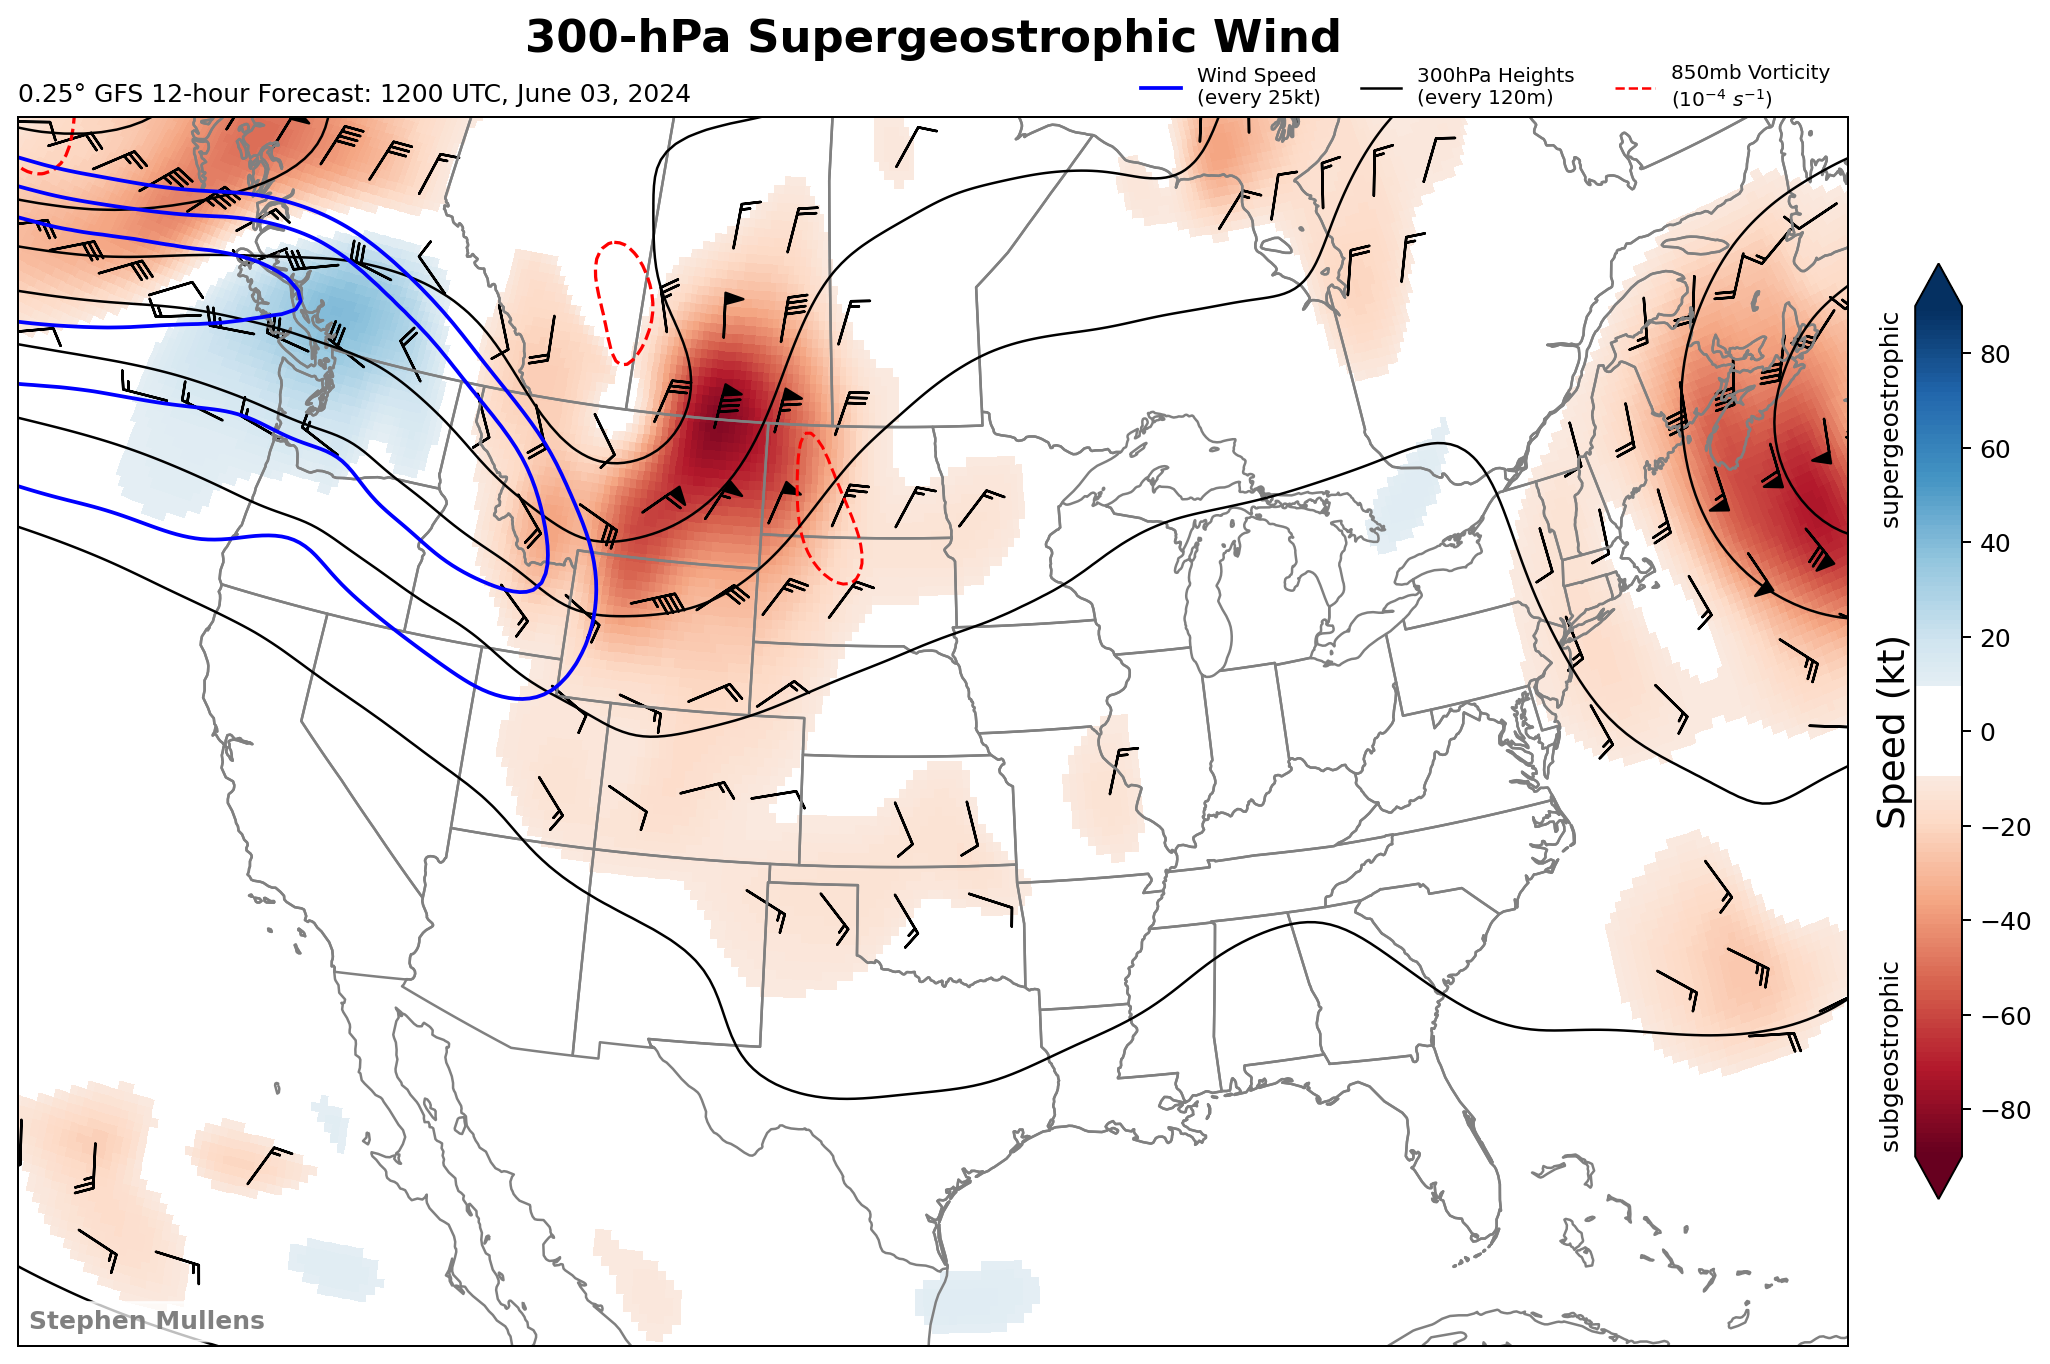 300-hPa Supergeostrophic Wind
0.25° GFS 12-hour Forecast: 1200 UTC, June 03, 2024
Wind Speed
(every 25kt)
300hPa Heights
(every 120m)
850mb Vorticity
(10⁻⁴ s⁻¹)
supergeostrophic
Speed (kt)
subgeostrophic
80
60
40
20
0
−20
−40
−60
−80
Stephen Mullens